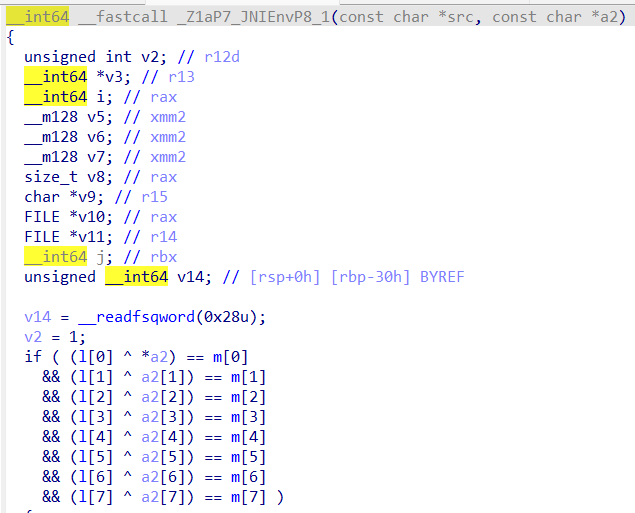 __int64 __fastcall _Z1aP7_JNIEnvP8_1(const char *src, const char *a2)
{
unsigned int v2; // r12d
__int64 *v3; // r13
__int64 i; // rax
__m128 v5; // xmm2
__m128 v6; // xmm2
__m128 v7; // xmm2
size_t v8; // rax
char *v9; // r15
FILE *v10; // rax
FILE *v11; // r14
__int64 j; // rbx
unsigned __int64 v14; // [rsp+0h] [rbp-30h] BYREF
v14 = __readfsqword(0x28u);
v2 = 1;
if ( (l[0] ^ *a2) == m[0]
&& (l[1] ^ a2[1]) == m[1]
&& (l[2] ^ a2[2]) == m[2]
&& (l[3] ^ a2[3]) == m[3]
&& (l[4] ^ a2[4]) == m[4]
&& (l[5] ^ a2[5]) == m[5]
&& (l[6] ^ a2[6]) == m[6]
&& (l[7] ^ a2[7]) == m[7] )